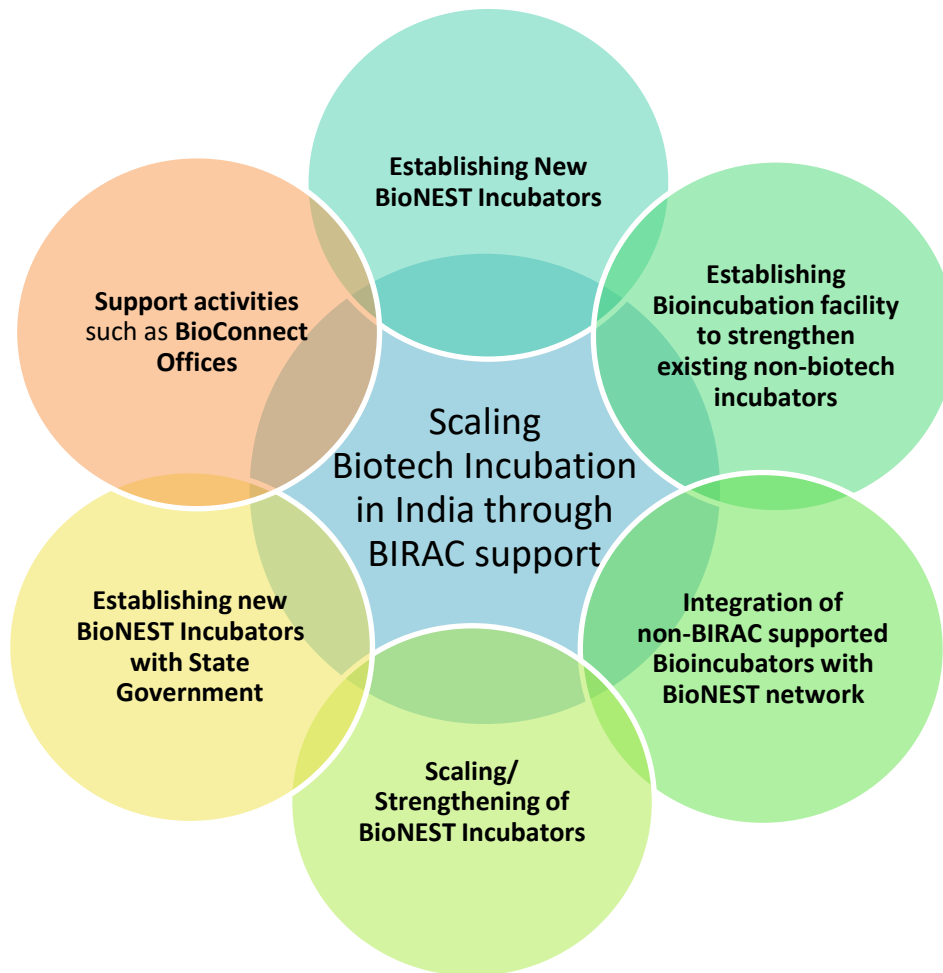 Establishing New
BioNEST Incubators
Establishing
Bioincubation facility
to strengthen
existing non-biotech
incubators
Integration of
non-BIRAC supported
Bioincubators with
BioNEST network
Scaling/
Strengthening of
BioNEST Incubators
Establishing new
BioNEST Incubators
with State
Government
Support activities
such as BioConnect
Offices
Scaling
Biotech Incubation
in India through
BIRAC support